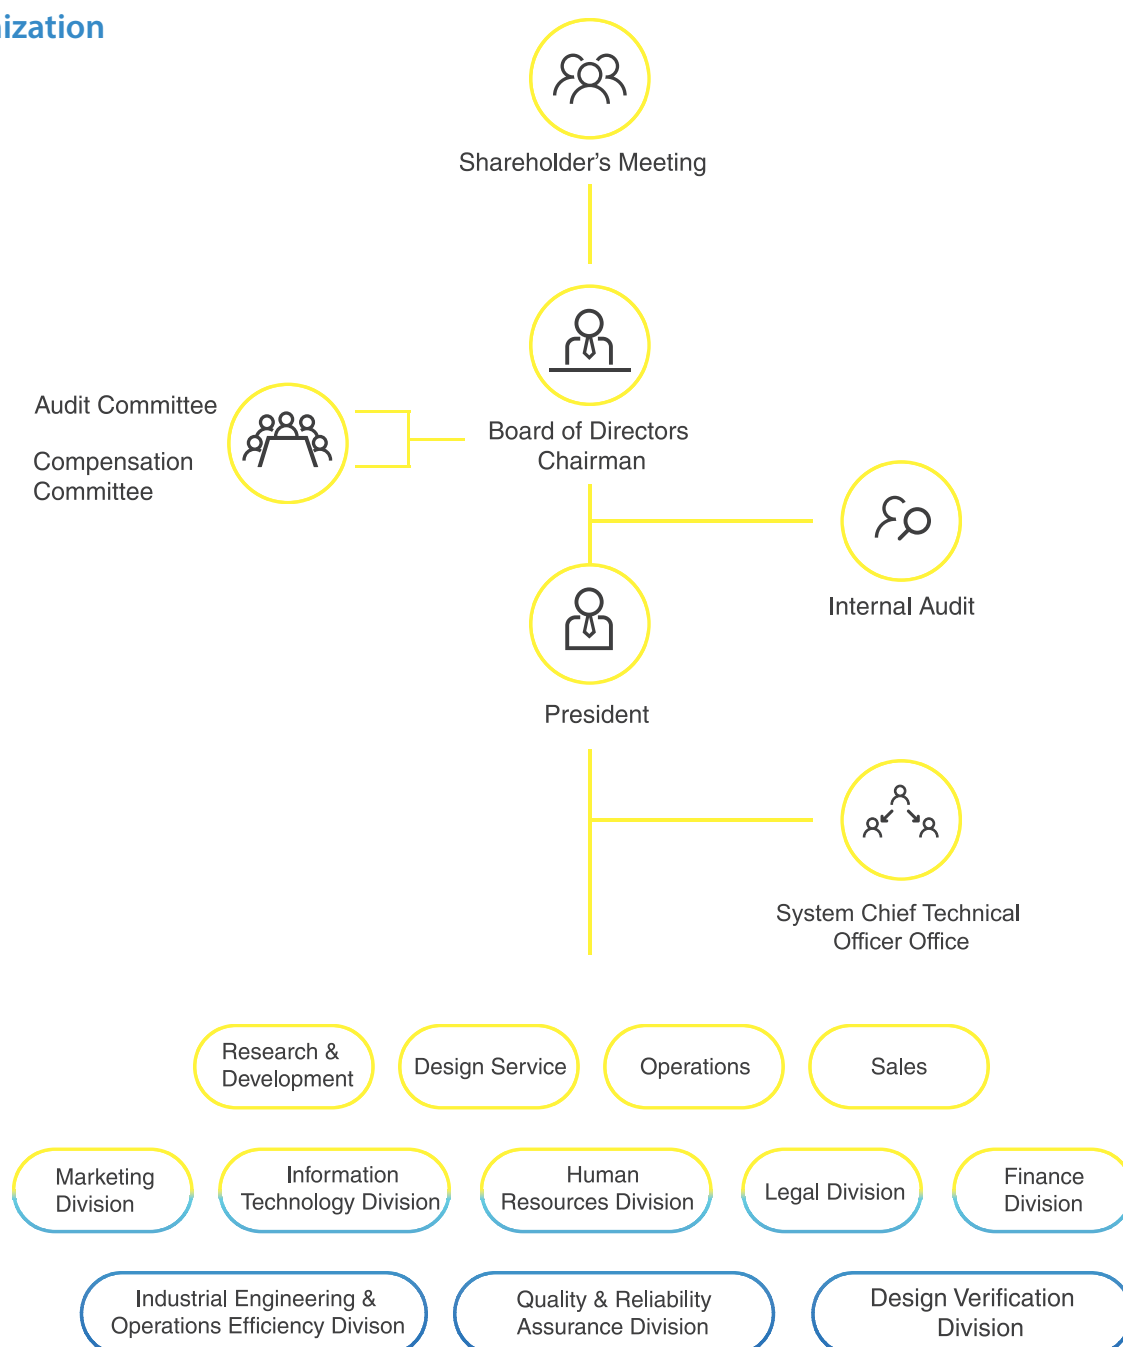 nization
Shareholder's Meeting
Board of Directors
Chairman
Audit Committee
Compensation
Committee
Internal Audit
President
System Chief Technical
Officer Office
Research &
Development
Design Service
Operations
Sales
Marketing
Division
Information
Technology Division
Human
Resources Division
Legal Division
Finance
Division
Industrial Engineering &
Operations Efficiency Divison
Quality & Reliability
Assurance Division
Design Verification
Division